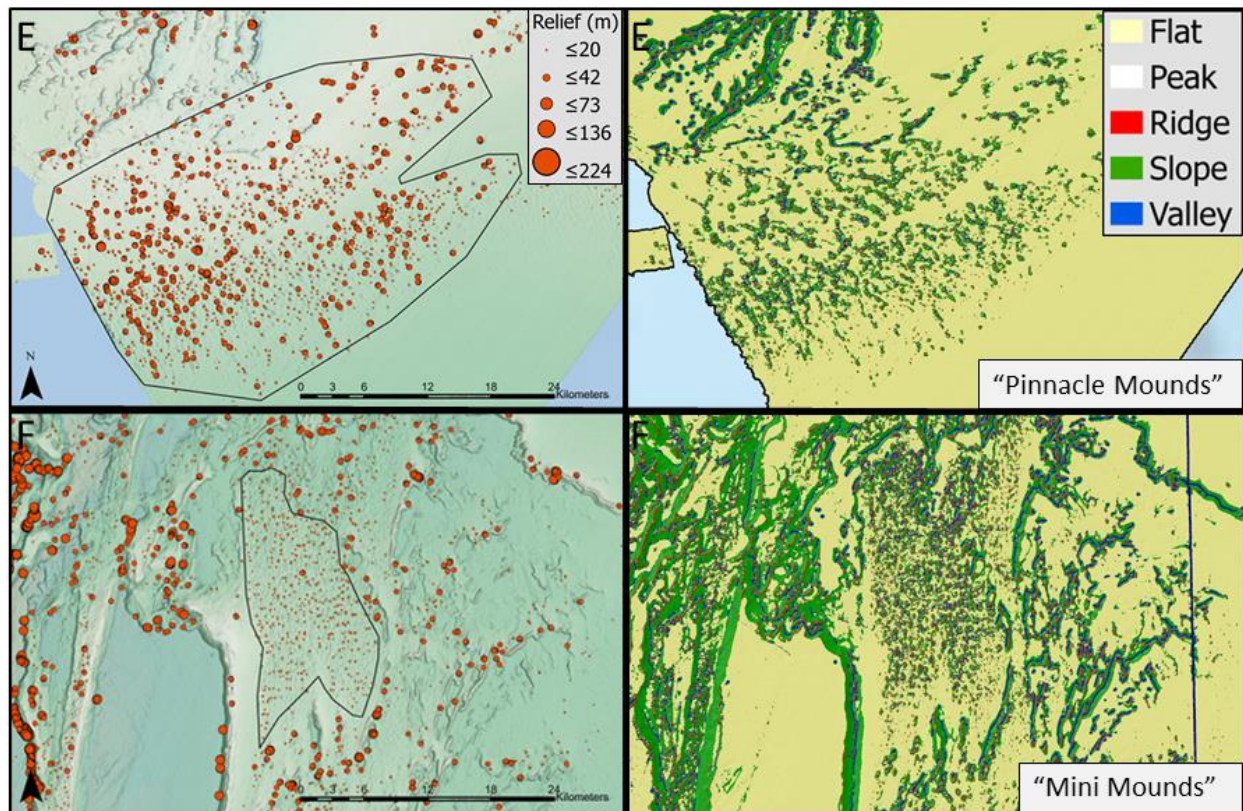 E
Relief (m)
≤20
≤42
≤73
≤136
≤224
N
0 3 6 12 18 24
Kilometers
E
Flat
Peak
Ridge
Slope
Valley
“Pinnacle Mounds”
F
0 3 6 12 18 24
Kilometers
F
“Mini Mounds”